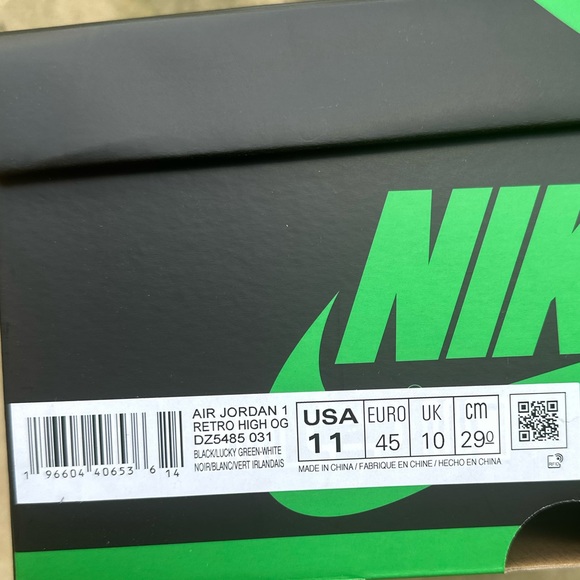 NIK
AIR JORDAN 1
RETRO HIGH OG
DZ5485 031
BLACK/LUCKY GREEN-WHITE
NOIR/BLANC/VERT IRLANDAIS
USA
11
EURO
45
UK
10
cm
29
MADE IN CHINA / FABRIQUE EN CHINE / HECHO EN CHINA
1 96604 40653 6 14